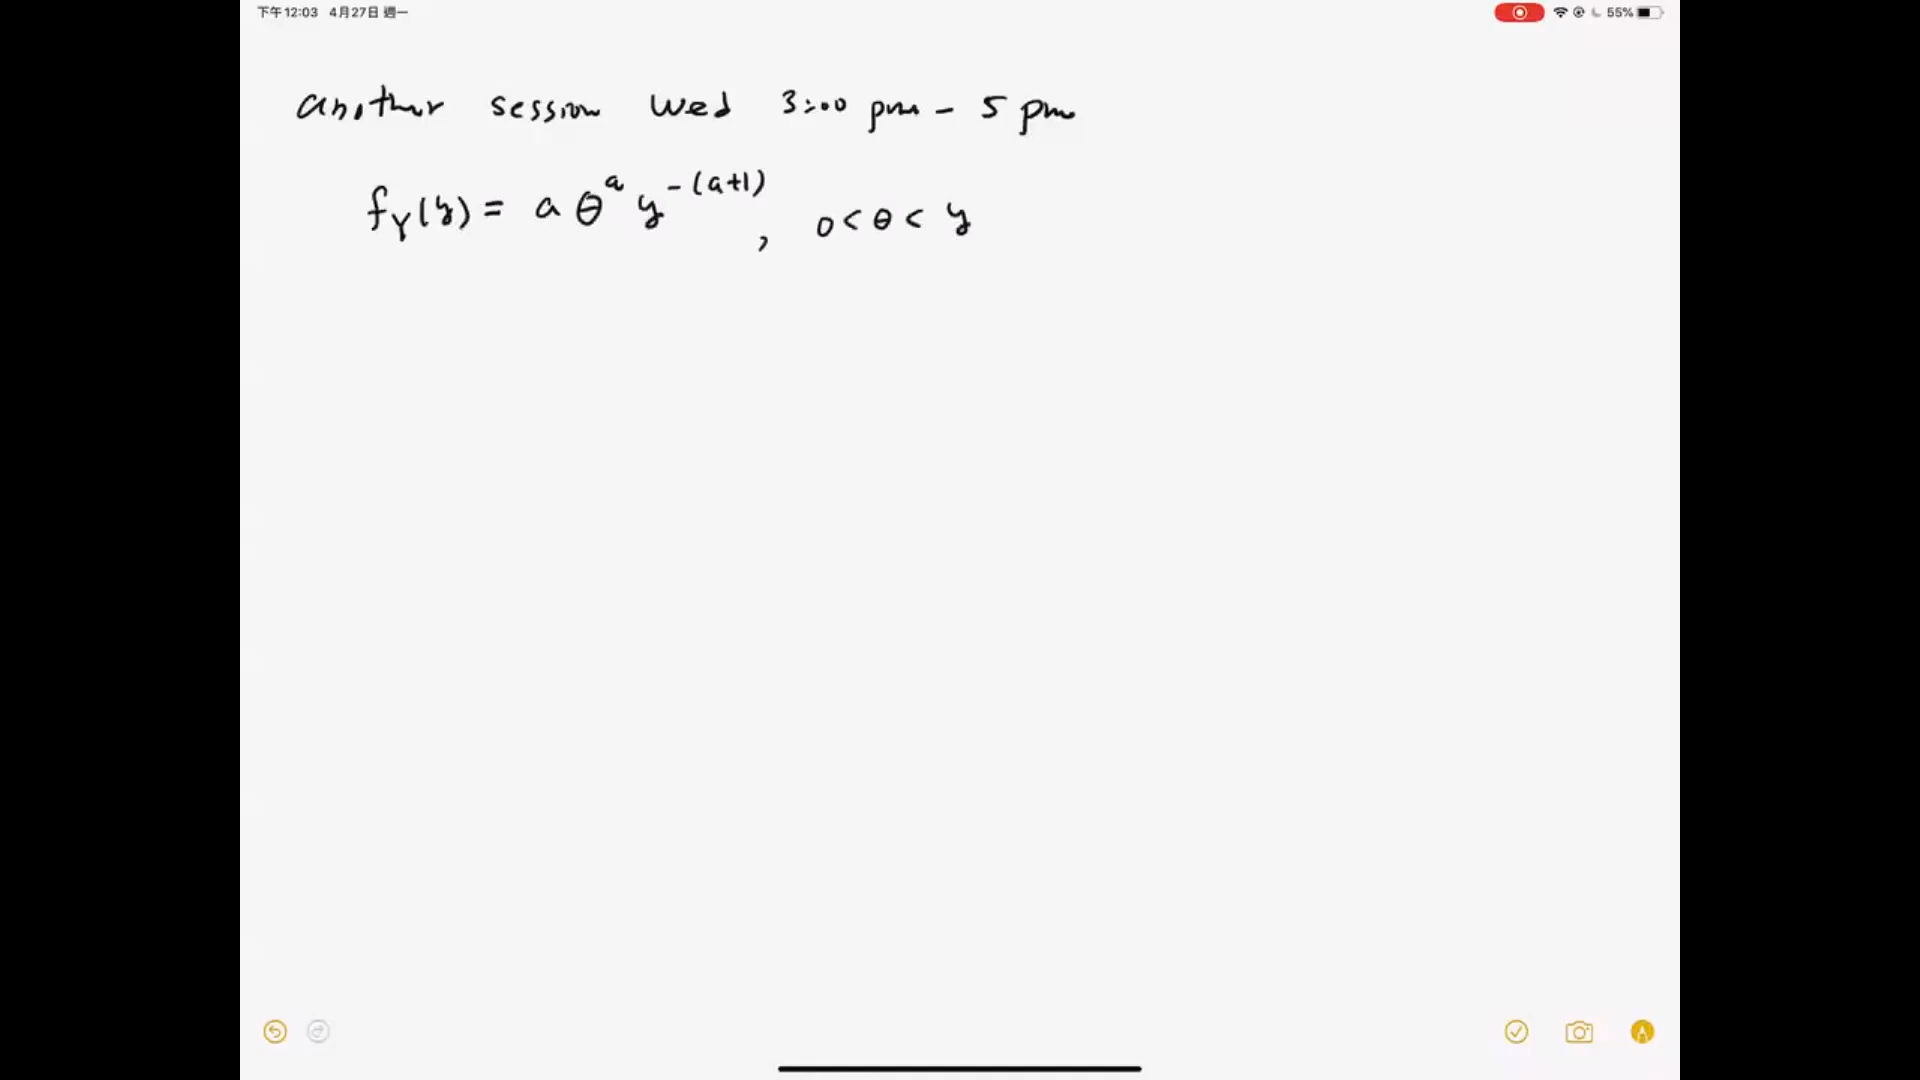 下午12:03 4月27日 週一
55%
another session wed 3:00 pm - 5 pm
f_Y(y) = a θ^a y^-(a+1) , 0 < θ < y